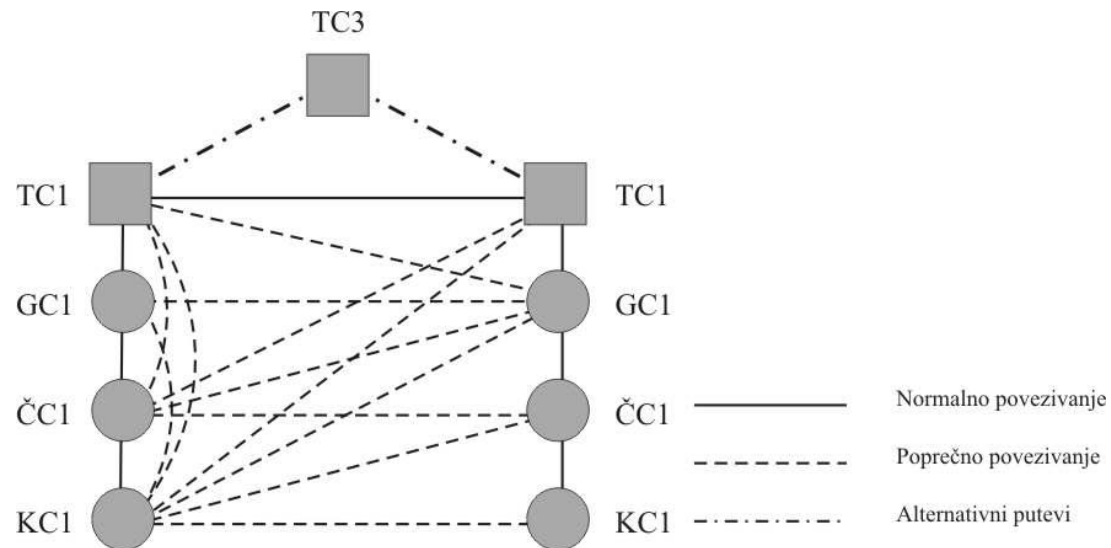 TC3
TC1
TC1
GC1
GC1
ČC1
ČC1
KC1
KC1
Normalno povezivanje
Poprečno povezivanje
Alternativni putevi